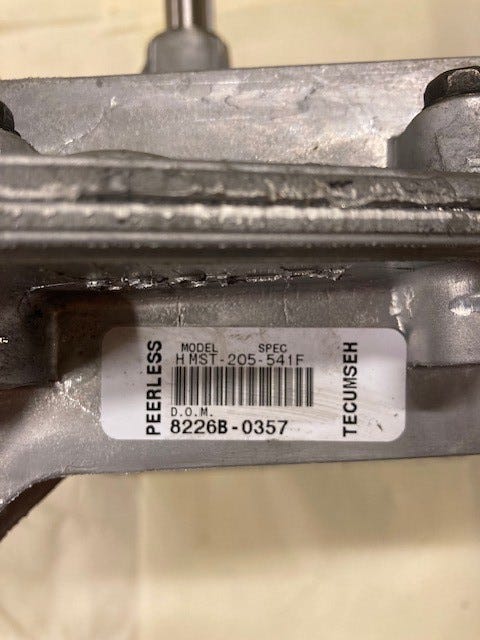 PEERLESS
MODEL SPEC
HMST-205-541F
D.O.M.
8226B-0357
TECUMSEH